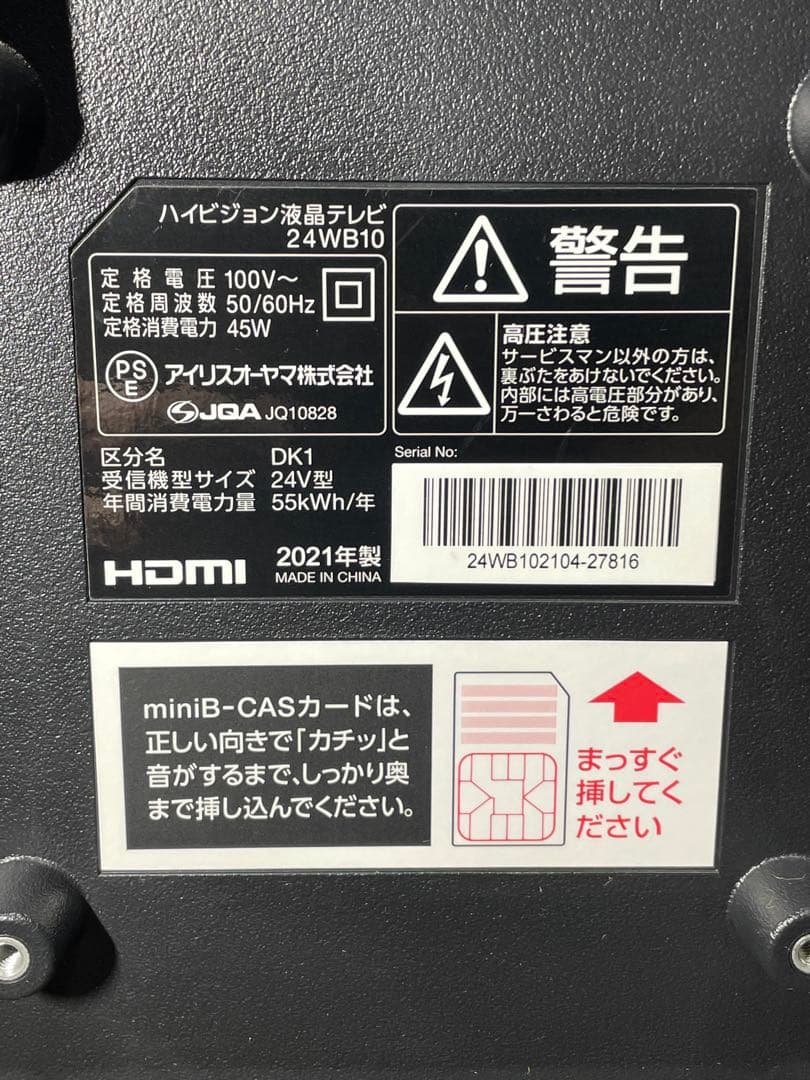 ハイビジョン液晶テレビ
24WB10
定格電圧 100V～
定格周波数 50/60Hz
定格消費電力 45W
PS
E
アイリスオーヤマ株式会社
JQA JQ10828
区分名 DK1
受信機型サイズ 24V型
年間消費電力量 55kWh/年
HDMI
2021年製
MADE IN CHINA
警告
高圧注意
サービスマン以外の方は、
裏ぶたをあけないでください。
内部には高電圧部分があり、
万一さわると危険です。
Serial No:
24WB102104-27816
miniB-CASカードは、
正しい向きで「カチッ」と
音がするまで、しっかり奥
まで挿し込んでください。
まっすぐ
挿してく
ださい